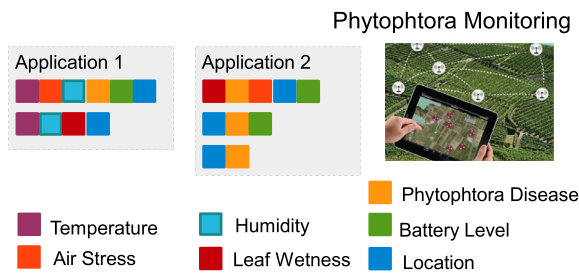 Phytophtora Monitoring
Application 1
Application 2
Temperature
Air Stress
Humidity
Leaf Wetness
Phytophtora Disease
Battery Level
Location